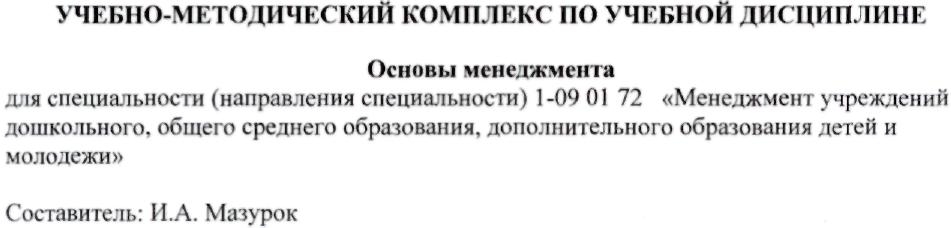 УЧЕБНО-МЕТОДИЧЕСКИЙ КОМПЛЕКС ПО УЧЕБНОЙ ДИСЦИПЛИНЕ
Основы менеджмента
для специальности (направления специальности) 1-09 01 72 «Менеджмент учреждений
дошкольного, общего среднего образования, дополнительного образования детей и
молодежи»
Составитель: И.А. Мазурок